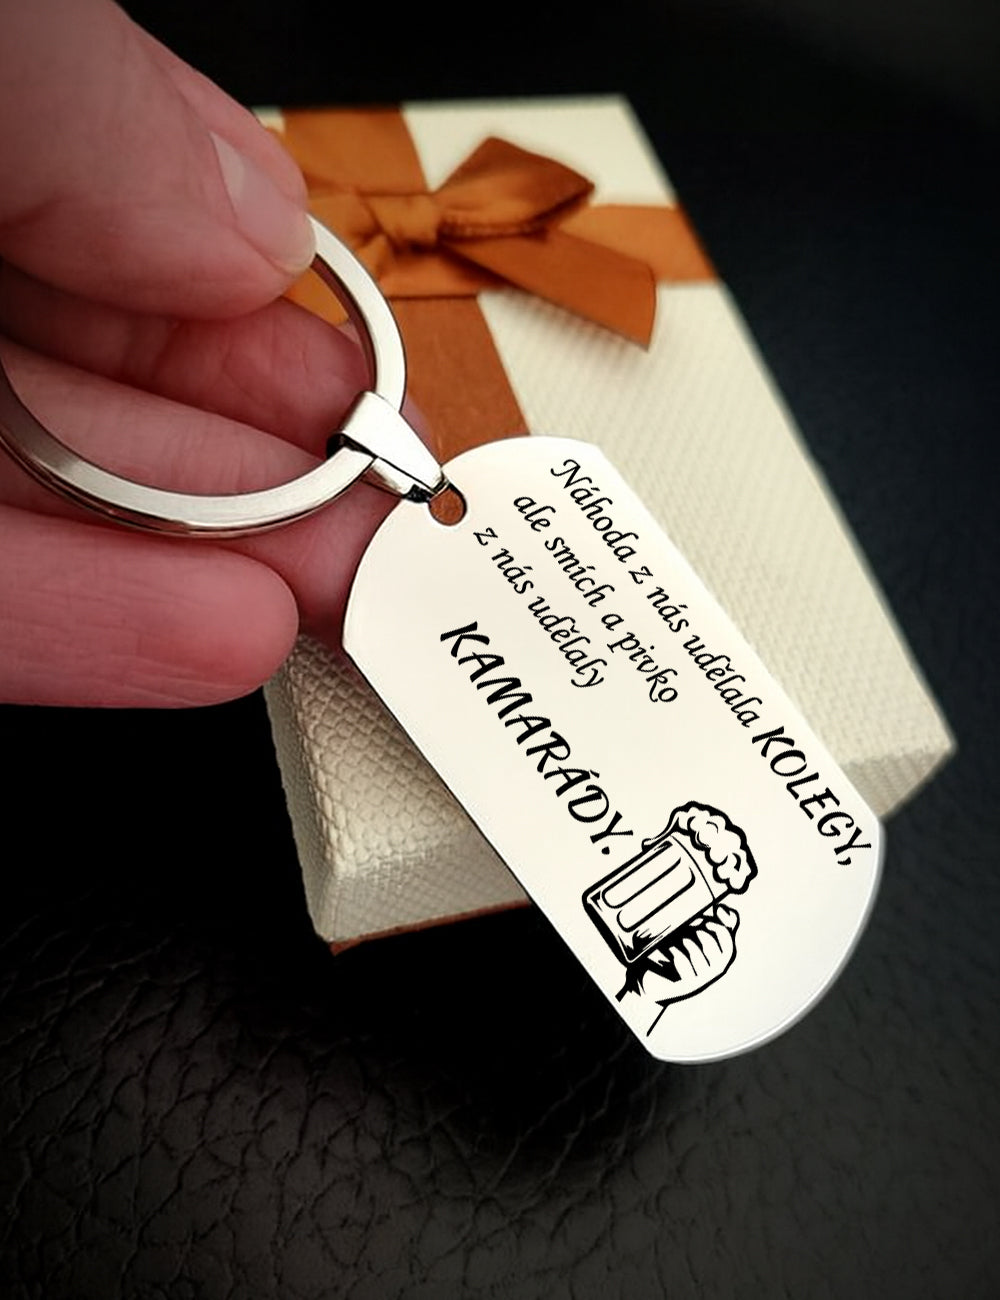 Náhoda z nás udělala KOLEGY,
ale smích a pivko
z nás udělaly
KAMARÁDY.